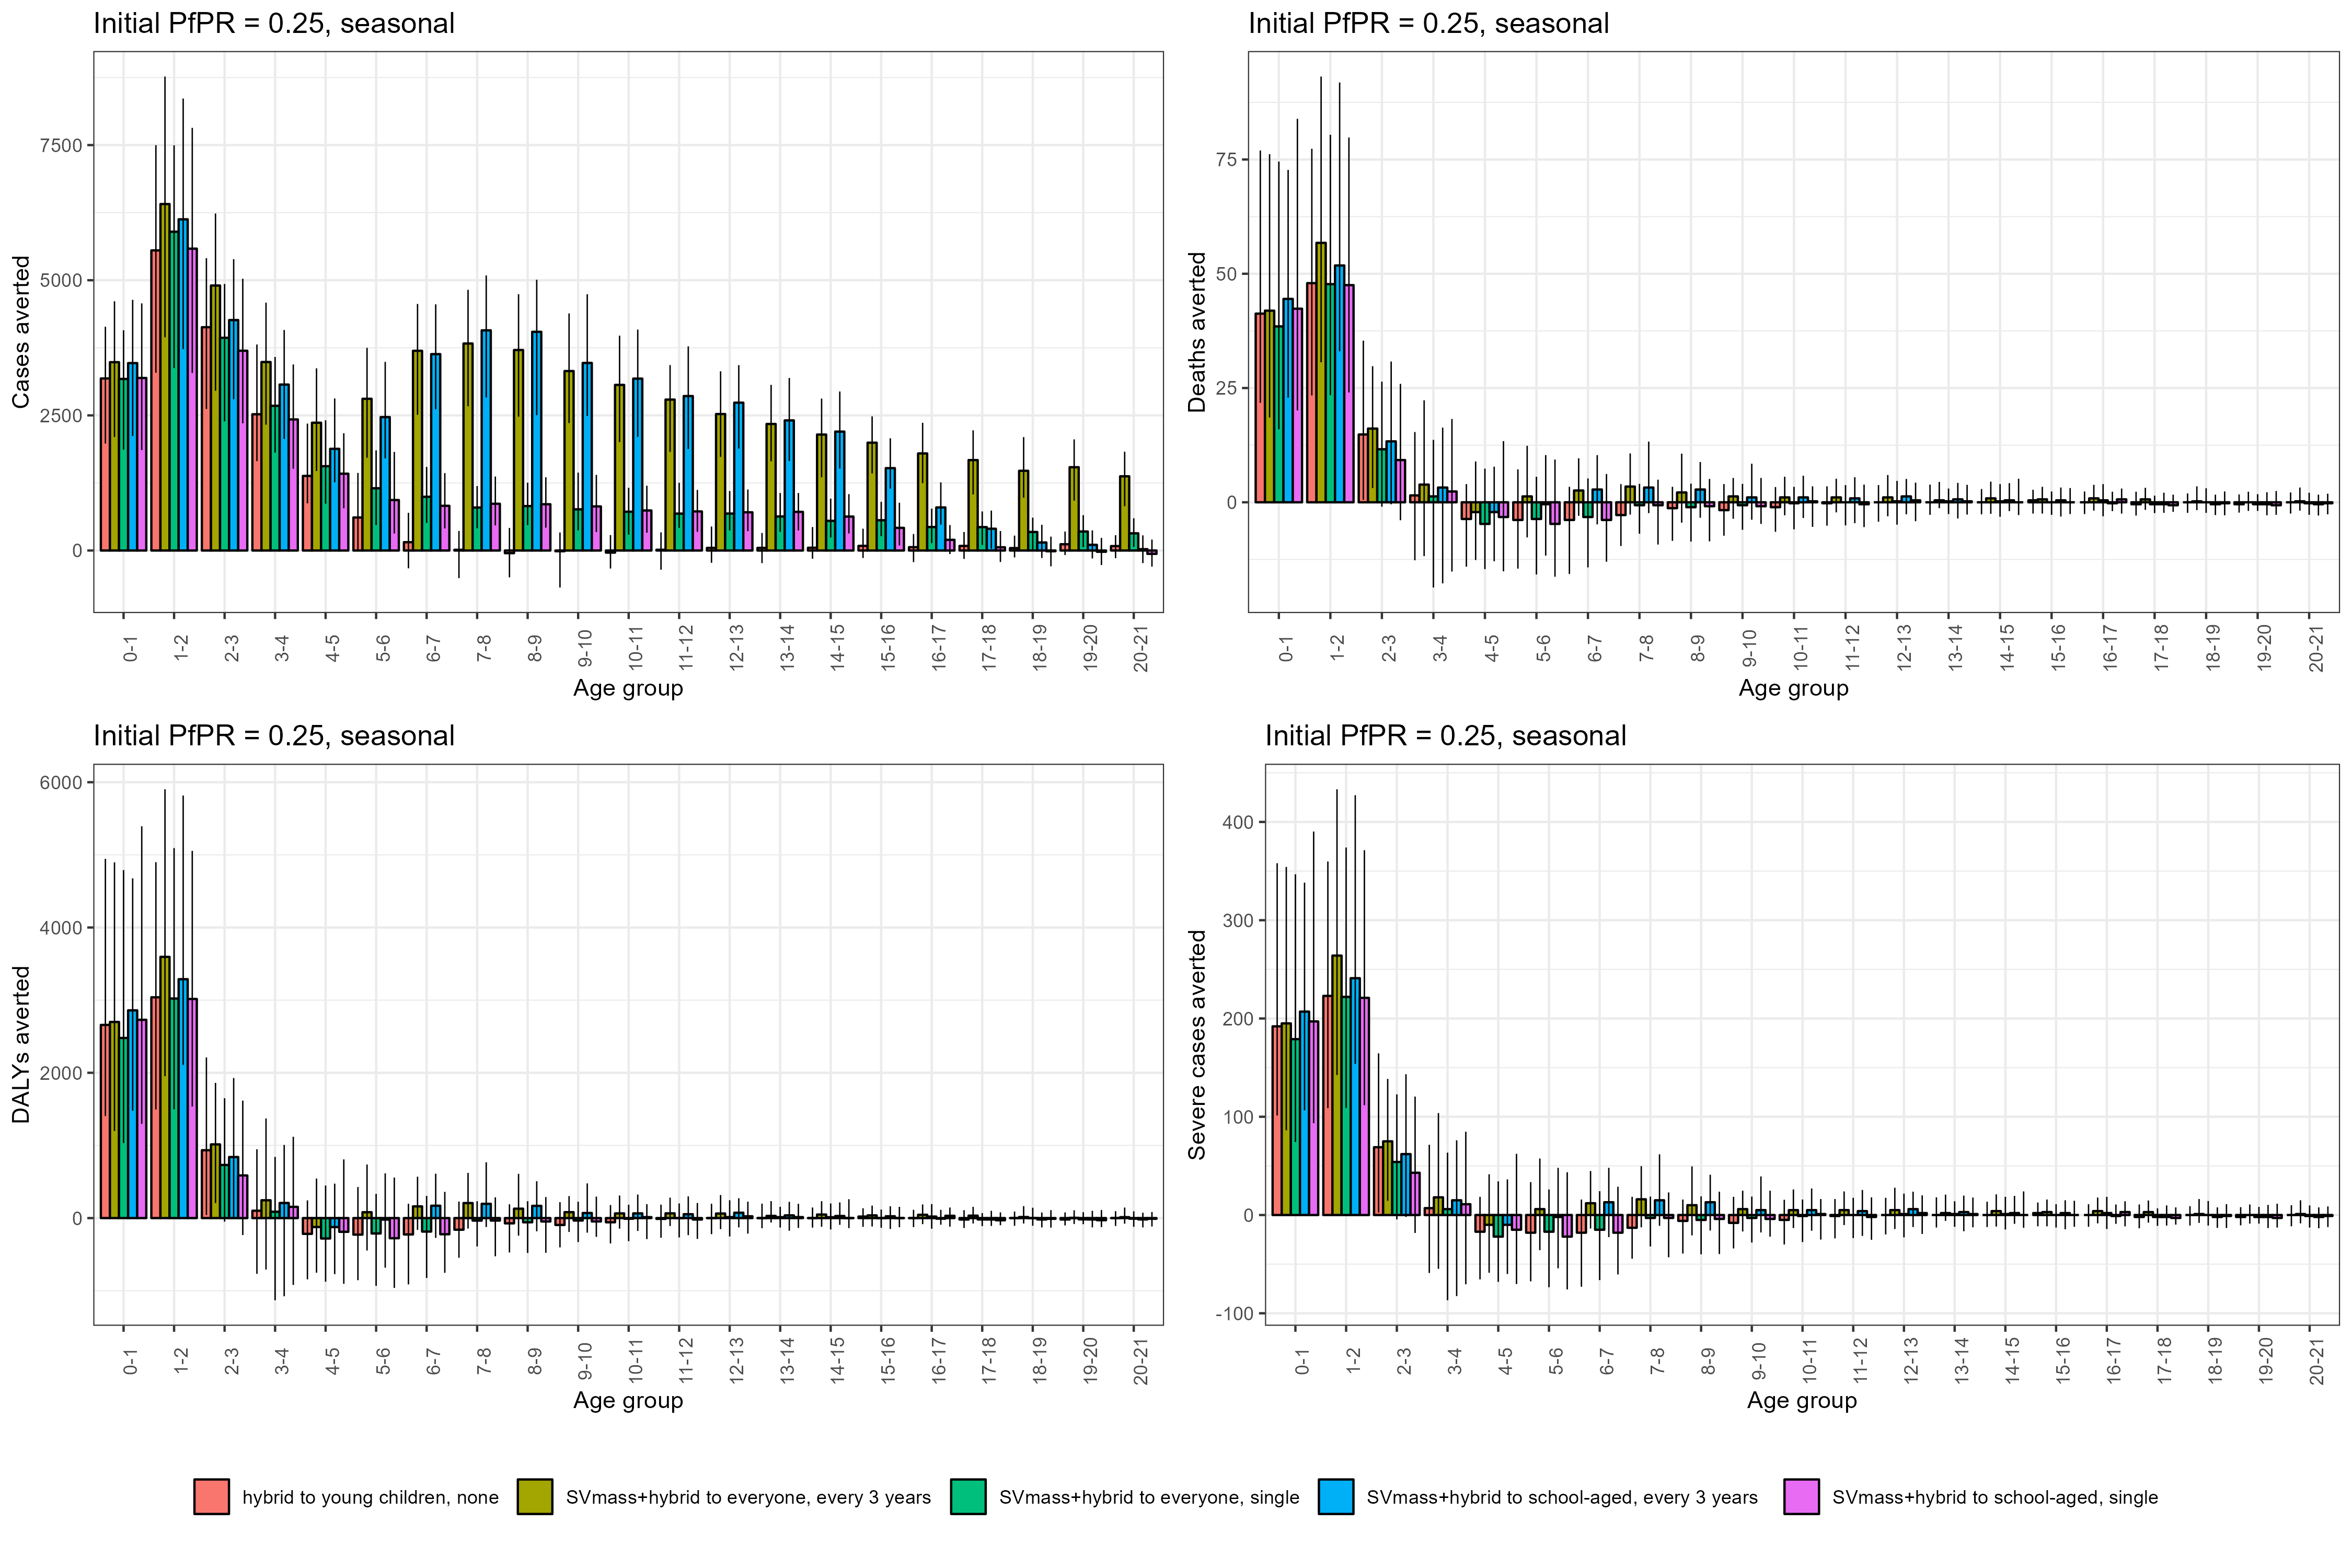 Initial PfPR = 0.25, seasonal
Cases averted
7500
5000
2500
0
0-1 1-2 2-3 3-4 4-5 5-6 6-7 7-8 8-9 9-10 10-11 11-12 12-13 13-14 14-15 15-16 16-17 17-18 18-19 19-20 20-21
Age group
Initial PfPR = 0.25, seasonal
Deaths averted
75
50
25
0
0-1 1-2 2-3 3-4 4-5 5-6 6-7 7-8 8-9 9-10 10-11 11-12 12-13 13-14 14-15 15-16 16-17 17-18 18-19 19-20 20-21
Age group
Initial PfPR = 0.25, seasonal
DALYs averted
6000
4000
2000
0
0-1 1-2 2-3 3-4 4-5 5-6 6-7 7-8 8-9 9-10 10-11 11-12 12-13 13-14 14-15 15-16 16-17 17-18 18-19 19-20 20-21
Age group
Initial PfPR = 0.25, seasonal
Severe cases averted
400
300
200
100
0
-100
0-1 1-2 2-3 3-4 4-5 5-6 6-7 7-8 8-9 9-10 10-11 11-12 12-13 13-14 14-15 15-16 16-17 17-18 18-19 19-20 20-21
Age group
hybrid to young children, none SVmass+hybrid to everyone, every 3 years SVmass+hybrid to everyone, single SVmass+hybrid to school-aged, every 3 years SVmass+hybrid to school-aged, single